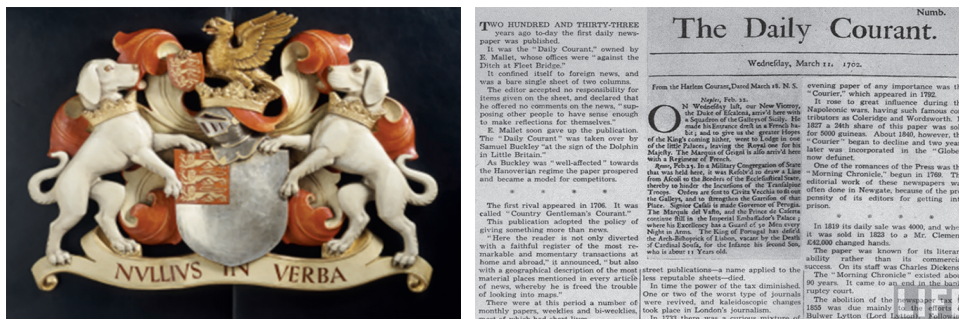 NVLLIVS IN VERBA
TWO HUNDRED AND THIRTY-THREE
years ago to-day the first daily news-
paper was published.
It was the "Daily Courant," owned by
E. Mallet, whose offices were "against the
Ditch at Fleet Bridge."
It confined itself to foreign news, and
was a bare single sheet of two columns.
The editor accepted no responsibility for
items given on the sheet, and declared that
he offered no comments on the news, "sup-
posing other people to have sense enough
to make reflections for themselves."
E. Mallet soon gave up the publication.
The "Daily Courant" was taken over by
Samuel Buckley "at the sign of the Dolphin
in Little Britain."
As Buckley was "well-affected" towards
the Hanoverian regime the paper prospered
and became a model for competitors.
* * * *
The first rival appeared in 1706. It was
called "Country Gentleman's Courant."
This publication adopted the policy of
giving something more than news.
"Here the reader is not only diverted
with a faithful register of the most re-
markable and momentary transactions at
home and abroad," it announced, "but also
with a geographical description of the most
material places mentioned in every article
of news, whereby he is freed the trouble
of looking into maps."
There were at this period a number of
monthly papers, weeklies and bi-weeklies,
most of which had short lives.
Numb.
The Daily Courant.
Wednesday, March 11. 1702.
From the Harlem Courant, Dated March 18. N. S.
Naples, Feb. 22.
ON Wednesday last, our New Viceroy,
the Duke of Escalona, arriv'd here with
a Squadron of the Galleys of Sicily. He
made his Entrance drest in a French ha-
bit; and to give us the greater Hopes
of the King's coming hither, went to Lodge in one
of the little Palaces, leaving the Royal one for his
Majesty. The Marquis of Grigni is also arriv'd here
with a Regiment of French.
Rome, Feb. 25. In a Military Congregation of State
that was held here, it was Resolv'd to draw a Line
from Ascoli to the Borders of the Ecclesiastical State,
thereby to hinder the Incursions of the Transalpine
Troops. Orders are sent to Civita Vecchia to fit out
the Galleys, and to strengthen the Garrison of that
Place. Signior Casali is made Governor of Perugia.
The Marquis del Vasto, and the Prince de Caserta
continue still in the Imperial Embassador's Palace;
where his Excellency has a Guard of 50 Men every
Night in Arms. The King of Portugal has desir'd
the Arch-Bishoprick of Lisbon, vacant by the Death
of Cardinal Sousa, for the Infante his second Son,
who is about 11 Years old.
street publications—a name applied to the
less reputable sheets—died.
In time the power of the tax diminished.
One or two of the worst type of journals
were revived, and kaleidoscopic changes
took place in London's journalism.
In 1733 there was a curious mixture of
evening paper of any importance was the
"Courier," which appeared in 1792.
It rose to great influence during the
Napoleonic wars, having such famous con-
tributors as Coleridge and Wordsworth. In
1827 a 24th share of this paper was sold
for 5000 guineas. About 1840, however, the
"Courier" began to decline and two years
later was incorporated in the "Globe,"
now defunct.
One of the romances of the Press was the
"Morning Chronicle," begun in 1769. The
editorial work of these newspapers was
often done in Newgate, because of the pro-
pensity of its editors for getting into
prison.
* * * *
In 1819 its daily sale was 4000, and when
it was sold in 1823 to a Mr. Clement
£42,000 changed hands.
The paper was known for its literary
ability rather than its commercial
success. On its staff was Charles Dickens.
The "Morning Chronicle" existed about
90 years. It came to an end in the bank-
ruptcy court.
The abolition of the newspaper tax in
1855 was due mainly to the efforts of
Bulwer Lytton (Lord Lytton). Following
LIFE